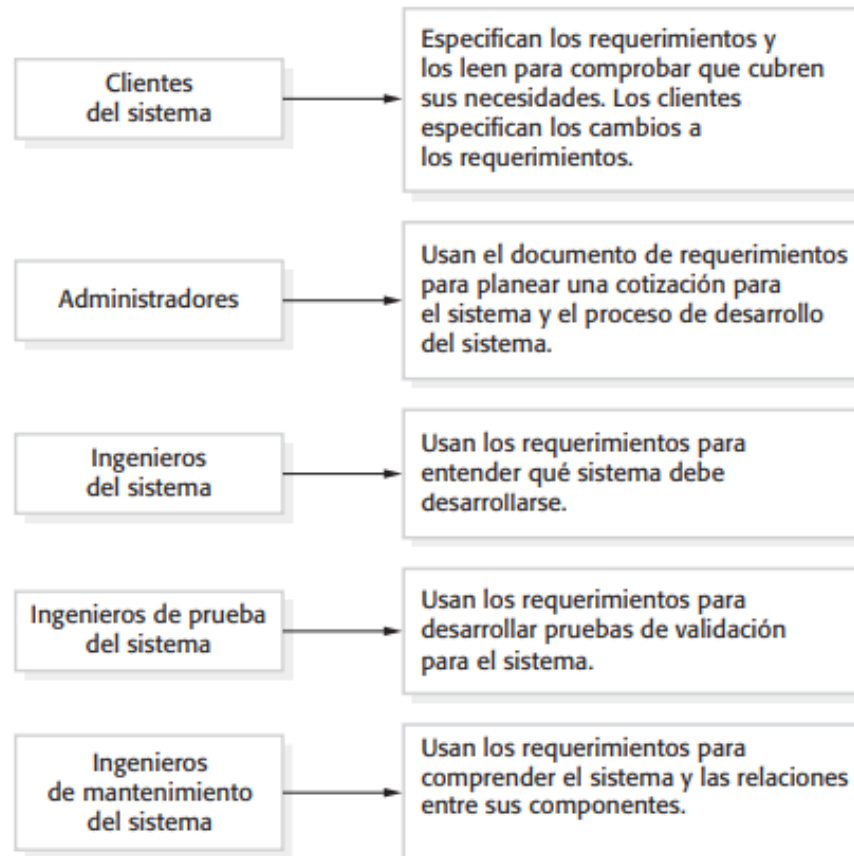 Clientes
del sistema
Especifican los requerimientos y
los leen para comprobar que cubren
sus necesidades. Los clientes
especifican los cambios a
los requerimientos.
Administradores
Usan el documento de requerimientos
para planear una cotización para
el sistema y el proceso de desarrollo
del sistema.
Ingenieros
del sistema
Usan los requerimientos para
entender qué sistema debe
desarrollarse.
Ingenieros de prueba
del sistema
Usan los requerimientos para
desarrollar pruebas de validación
para el sistema.
Ingenieros
de mantenimiento
del sistema
Usan los requerimientos para
comprender el sistema y las relaciones
entre sus componentes.